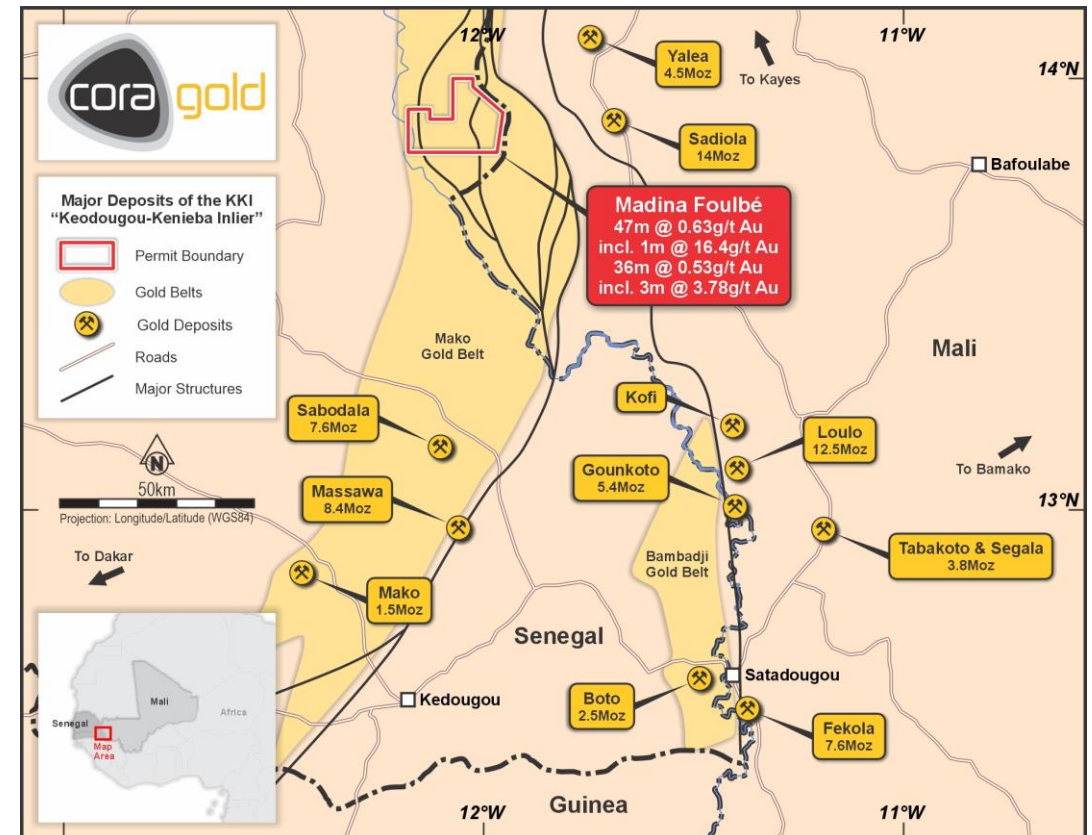 cora gold
Major Deposits of the KKI
“Keodougou-Kenieba Inlier”
Permit Boundary
Gold Belts
Gold Deposits
Roads
Major Structures
N
50km
Projection: Longitude/Latitude (WGS84)
To Dakar
Senegal
Mali
Africa
Map
Area
12°W
11°W
14°N
Yalea
4.5Moz
To Kayes
Sadiola
14Moz
Bafoulabe
Madina Foulbé
47m @ 0.63g/t Au
incl. 1m @ 16.4g/t Au
36m @ 0.53g/t Au
incl. 3m @ 3.78g/t Au
Mako
Gold Belt
Mali
Kofi
Sabodala
7.6Moz
Loulo
12.5Moz
To Bamako
Gounkoto
5.4Moz
Massawa
8.4Moz
13°N
Tabakoto & Segala
3.8Moz
Bambadji
Gold Belt
Mako
1.5Moz
Senegal
Satadougou
Kedougou
Boto
2.5Moz
Fekola
7.6Moz
Guinea
12°W
11°W